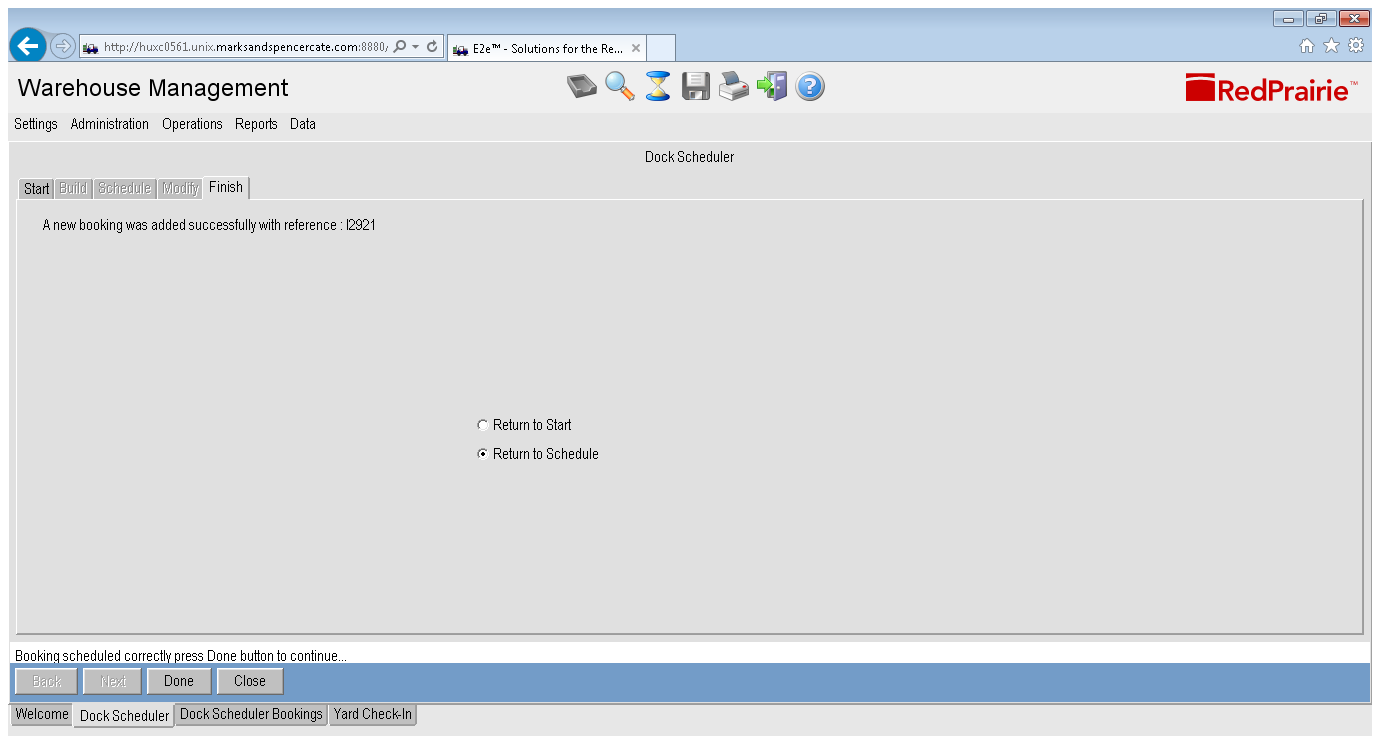 http://huxc0561.unix.marksandspencercate.com:8880/
E2e™ - Solutions for the Re...
Warehouse Management
RedPrairie™
Settings Administration Operations Reports Data
Dock Scheduler
Start Build Schedule Modify Finish
A new booking was added successfully with reference : I2921
Return to Start
Return to Schedule
Booking scheduled correctly press Done button to continue...
Back Next Done Close
Welcome Dock Scheduler Dock Scheduler Bookings Yard Check-In